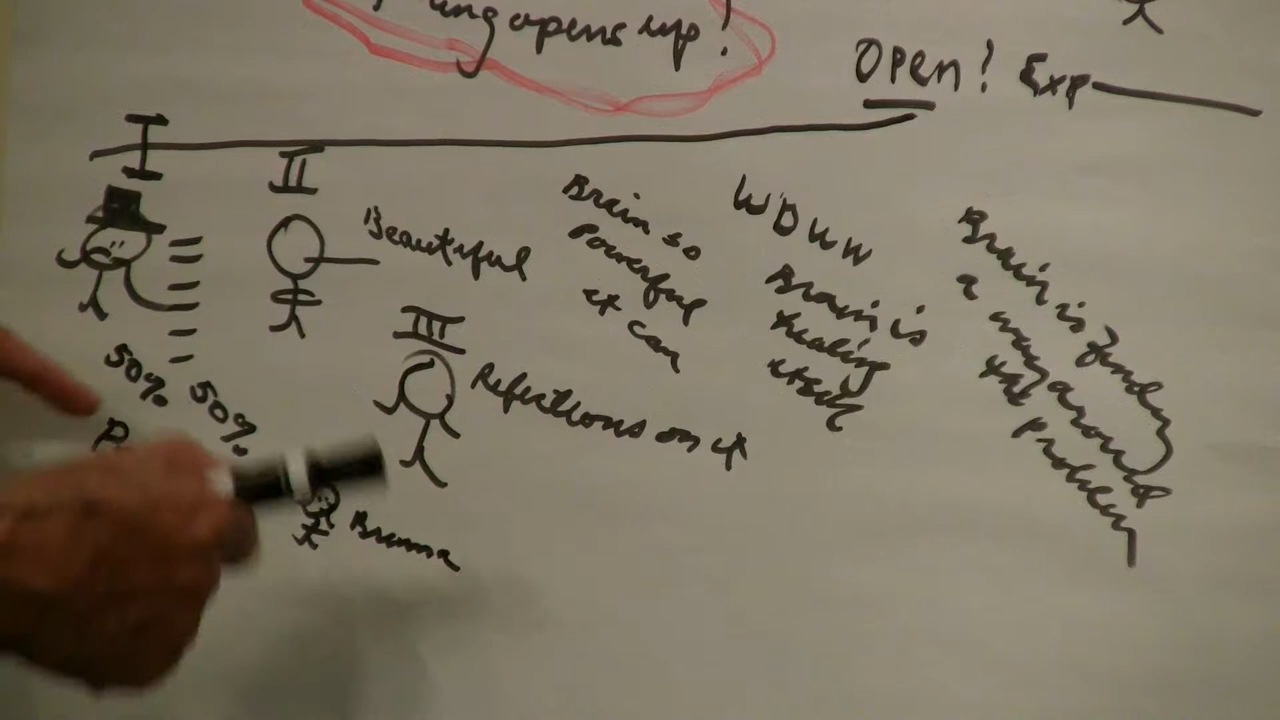 opens up!
Open? Exp
I
II
Beautiful
III
Reflections on it
50% 50%
Brenna
Brain so
powerful
it can
W D W W
Brain is
healing
itself
Brain is finding
a way around
the problem